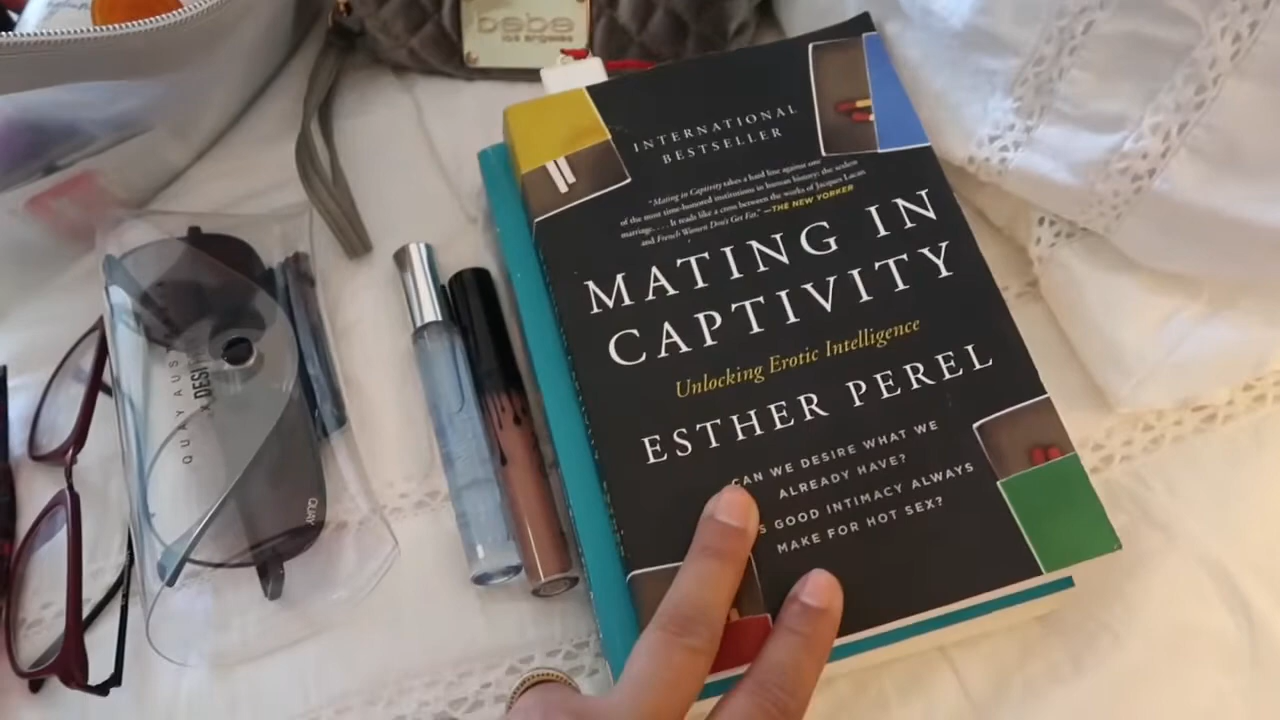 bebe
los angeles
INTERNATIONAL
BESTSELLER
"Mating in Captivity takes a hard line against one
of the most time-honored institutions in human history: the sexless
marriage. . . . It reads like a cross between the works of Jacques Lacan
and French Women Don't Get Fat." —THE NEW YORKER
MATING IN
CAPTIVITY
Unlocking Erotic Intelligence
ESTHER PEREL
CAN WE DESIRE WHAT WE
ALREADY HAVE?
S GOOD INTIMACY ALWAYS
MAKE FOR HOT SEX?
QUAY AUS
X DESI
QUAY